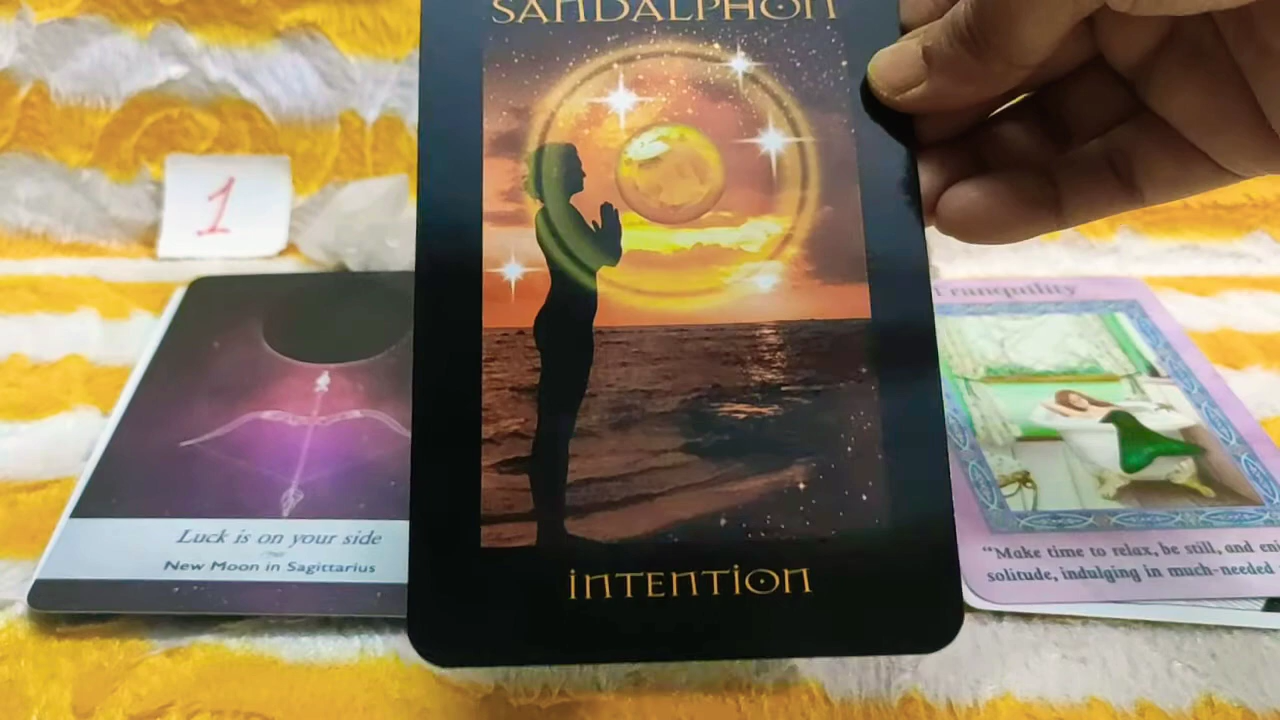 SANDALPHON
1
Tranquility
Luck is on your side
New Moon in Sagittarius
"Make time to relax, be still, and
solitude, indulging in much-needed
INTENTION